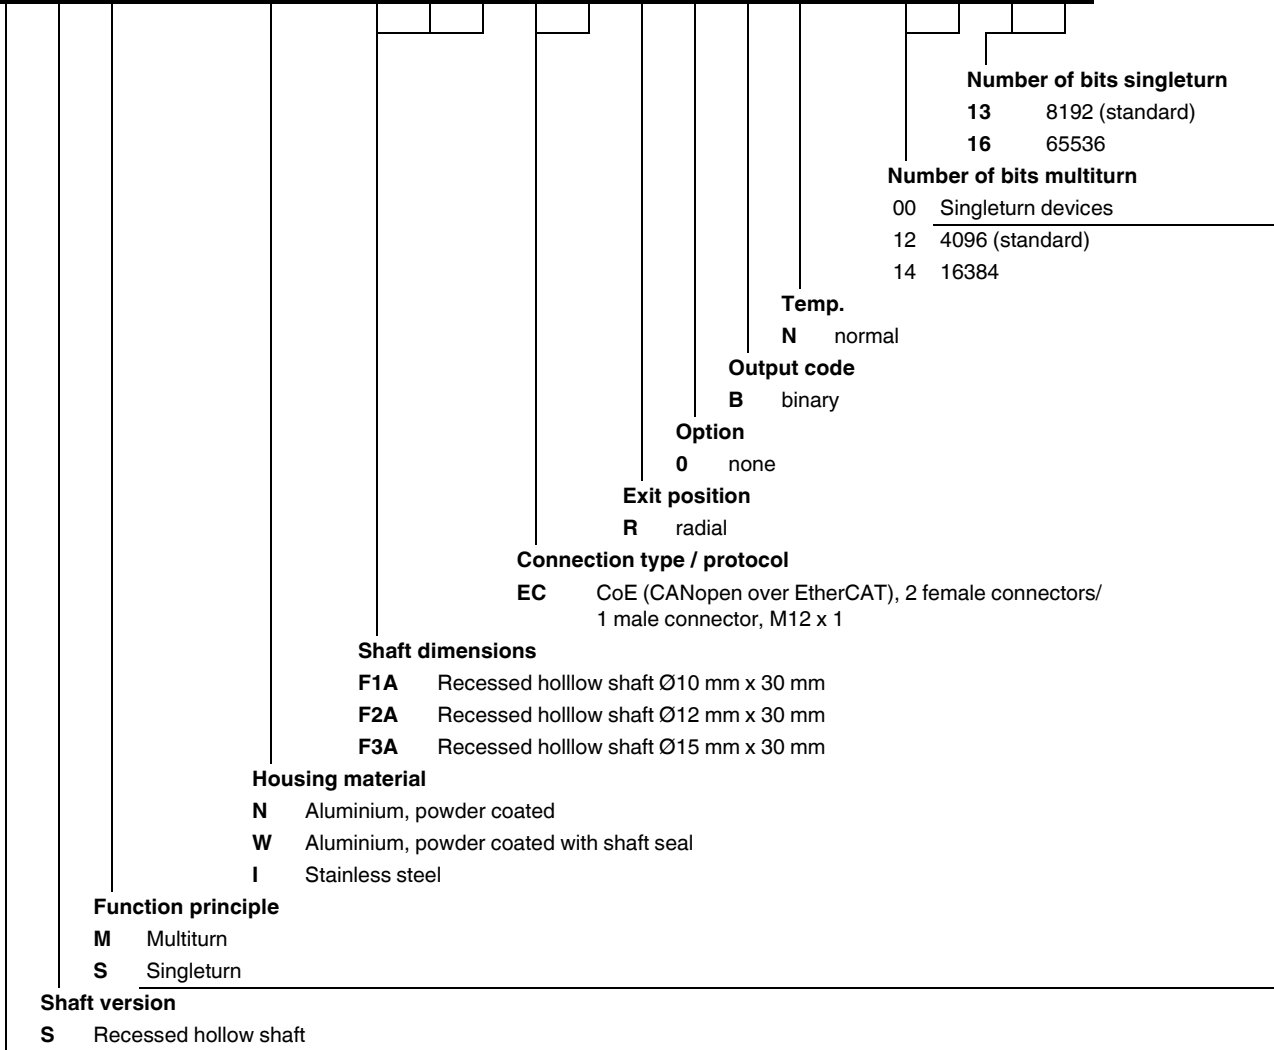 Number of bits singleturn
13 8192 (standard)
16 65536
Number of bits multiturn
00 Singleturn devices
12 4096 (standard)
14 16384
Temp.
N normal
Output code
B binary
Option
0 none
Exit position
R radial
Connection type / protocol
EC CoE (CANopen over EtherCAT), 2 female connectors/
1 male connector, M12 x 1
Shaft dimensions
F1A Recessed holllow shaft Ø10 mm x 30 mm
F2A Recessed holllow shaft Ø12 mm x 30 mm
F3A Recessed holllow shaft Ø15 mm x 30 mm
Housing material
N Aluminium, powder coated
W Aluminium, powder coated with shaft seal
I Stainless steel
Function principle
M Multiturn
S Singleturn
Shaft version
S Recessed hollow shaft